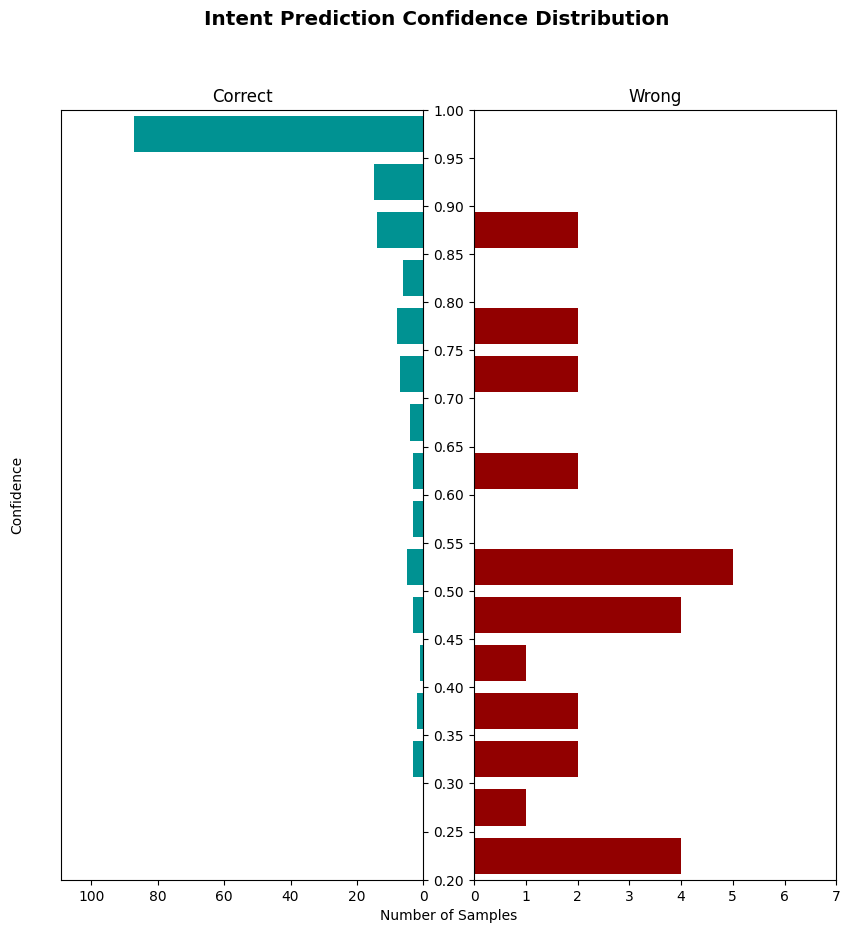 Intent Prediction Confidence Distribution
Correct
Wrong
Confidence
1.00
0.95
0.90
0.85
0.80
0.75
0.70
0.65
0.60
0.55
0.50
0.45
0.40
0.35
0.30
0.25
0.20
100 80 60 40 20 0
0 1 2 3 4 5 6 7
Number of Samples